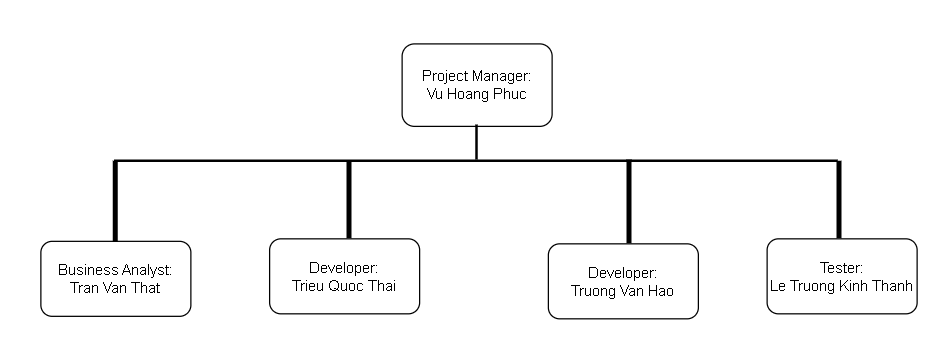 Project Manager:
Vu Hoang Phuc
Business Analyst:
Tran Van That
Developer:
Trieu Quoc Thai
Developer:
Truong Van Hao
Tester:
Le Truong Kinh Thanh